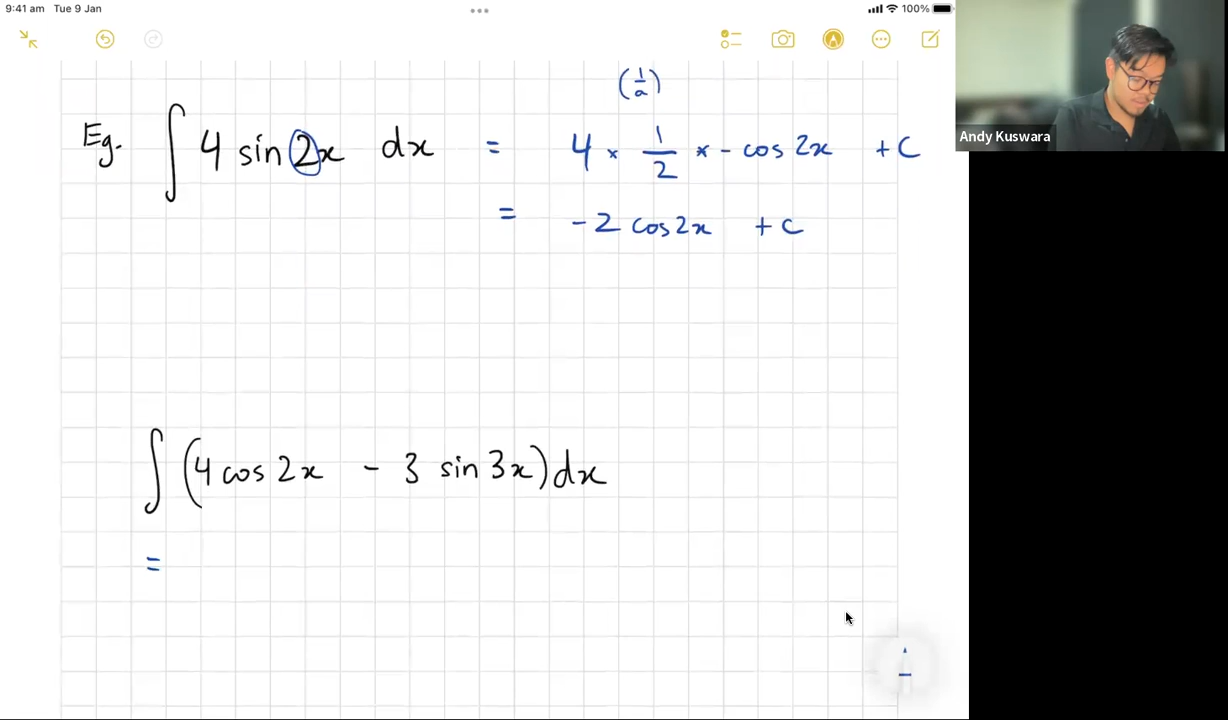 9:41 am Tue 9 Jan 100%
Andy Kuswara
(1/a)
Eg. ∫ 4 sin 2x dx = 4 × 1/2 × - cos 2x + C
= -2 cos 2x + C
∫ (4 cos 2x - 3 sin 3x) dx
=